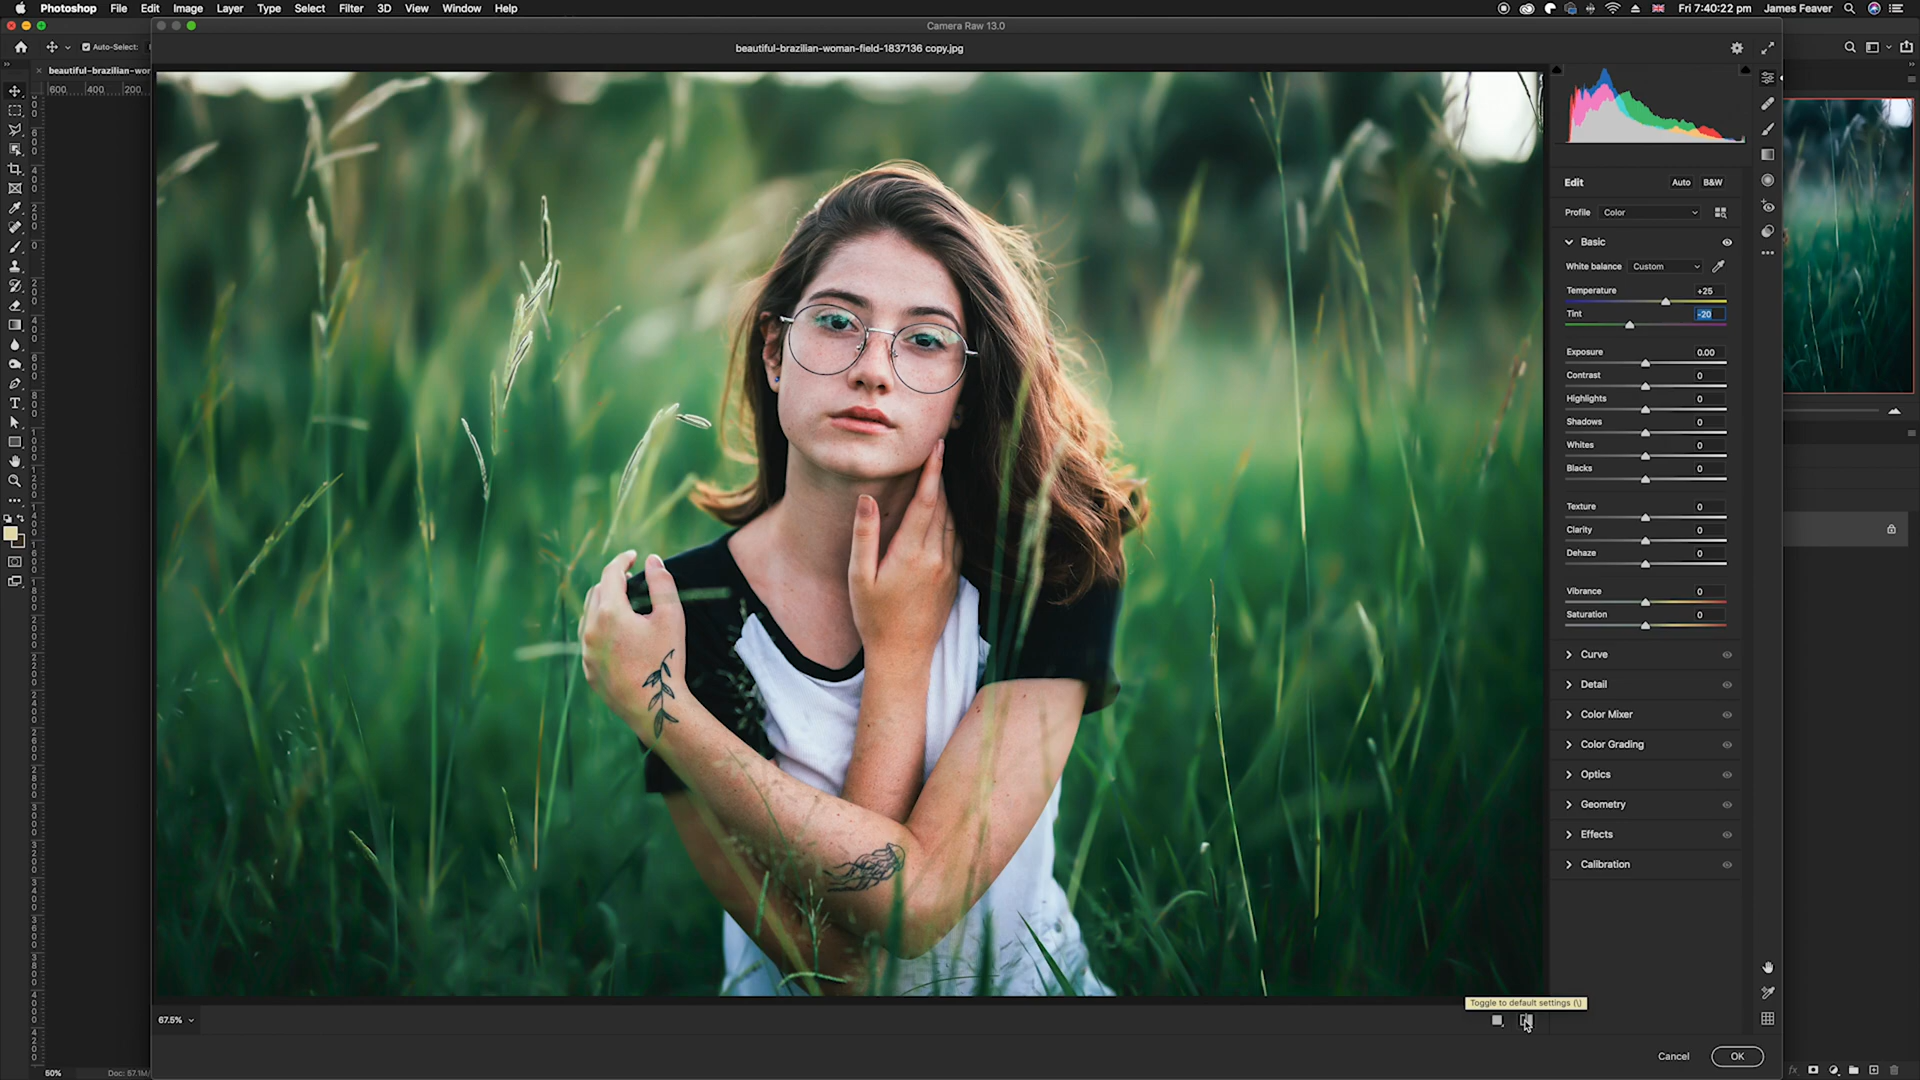 Photoshop File Edit Image Layer Type Select Filter 3D View Window Help
Fri 7:40:22 pm James Feaver
Camera Raw 13.0
Auto-Select:
beautiful-brazilian-woman-field-1837136 copy.jpg
beautiful-brazilian-wor
600 400 200
Edit Auto B&W
Profile Color
Basic
White balance Custom
Temperature +25
Tint -20
Exposure 0.00
Contrast 0
Highlights 0
Shadows 0
Whites 0
Blacks 0
Texture 0
Clarity 0
Dehaze 0
Vibrance 0
Saturation 0
Curve
Detail
Color Mixer
Color Grading
Optics
Geometry
Effects
Calibration
Toggle to default settings (\)
67.5%
Cancel OK
50% Doc: 57.1M/